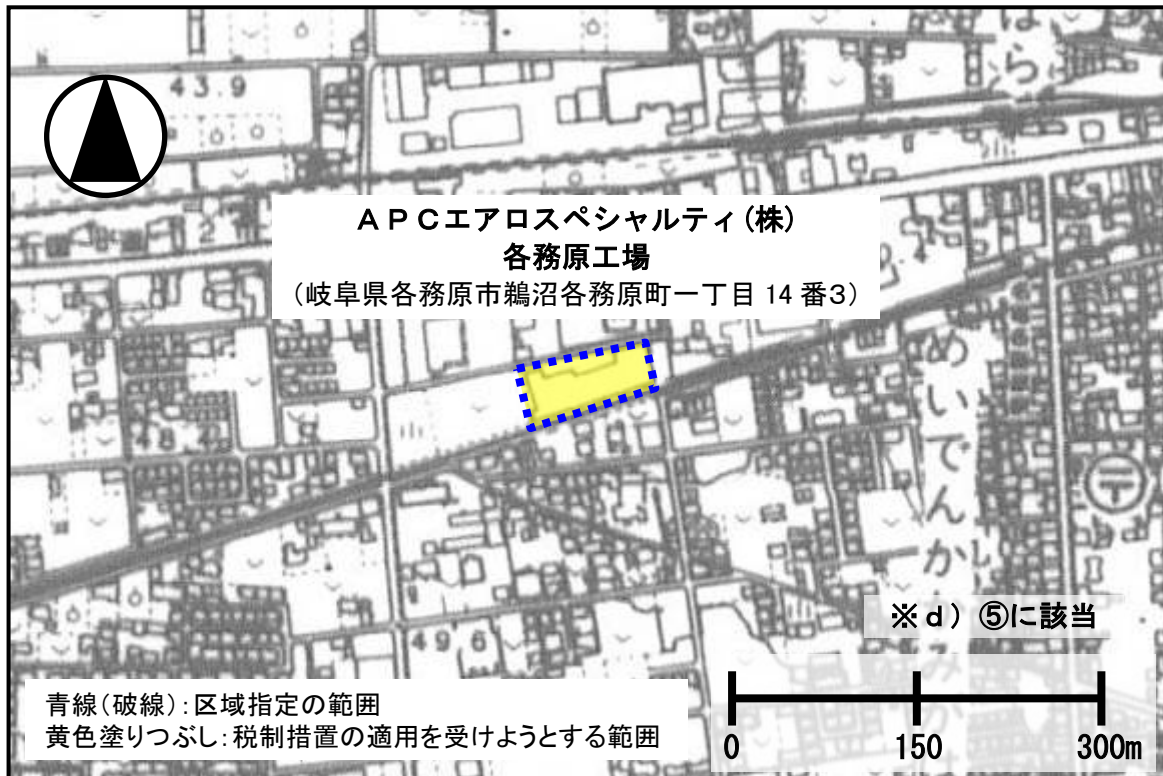 はら
43.9
ＡＰＣエアロスペシャルティ(株)
各務原工場
(岐阜県各務原市鵜沼各務原町一丁目 14 番3)
めいでんか
※ｄ）⑤に該当
49.6
青線(破線)：区域指定の範囲
黄色塗りつぶし：税制措置の適用を受けようとする範囲
0 150 300m